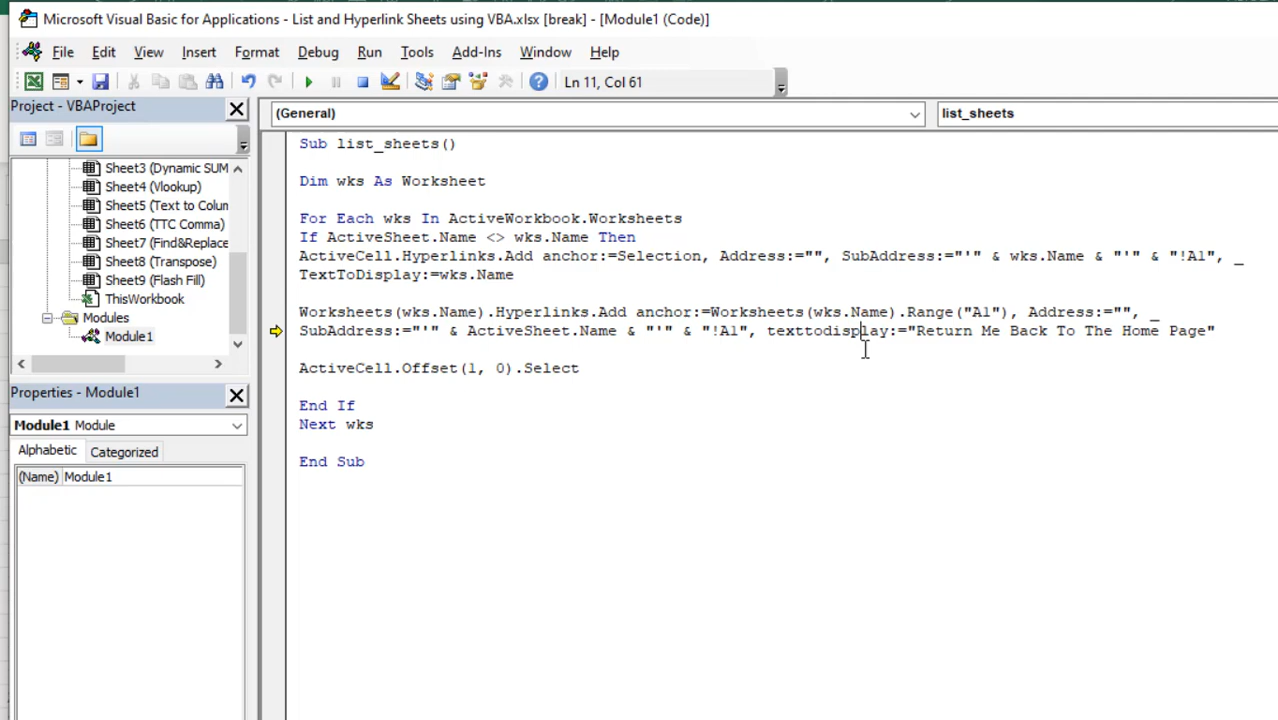 Microsoft Visual Basic for Applications - List and Hyperlink Sheets using VBA.xlsx [break] - [Module1 (Code)]
File Edit View Insert Format Debug Run Tools Add-Ins Window Help
Ln 11, Col 61
Project - VBAProject
(General)
list_sheets
Sheet3 (Dynamic SUM
Sheet4 (Vlookup)
Sheet5 (Text to Colun
Sheet6 (TTC Comma)
Sheet7 (Find&Replace
Sheet8 (Transpose)
Sheet9 (Flash Fill)
ThisWorkbook
Modules
Module1
Properties - Module1
Module1 Module
Alphabetic Categorized
(Name) Module1
Sub list_sheets()
Dim wks As Worksheet
For Each wks In ActiveWorkbook.Worksheets
If ActiveSheet.Name <> wks.Name Then
ActiveCell.Hyperlinks.Add anchor:=Selection, Address:="", SubAddress:="'" & wks.Name & "'" & "!A1", _
TextToDisplay:=wks.Name
Worksheets(wks.Name).Hyperlinks.Add anchor:=Worksheets(wks.Name).Range("A1"), Address:="", _
SubAddress:="'" & ActiveSheet.Name & "'" & "!A1", texttodisplay:="Return Me Back To The Home Page"
ActiveCell.Offset(1, 0).Select
End If
Next wks
End Sub